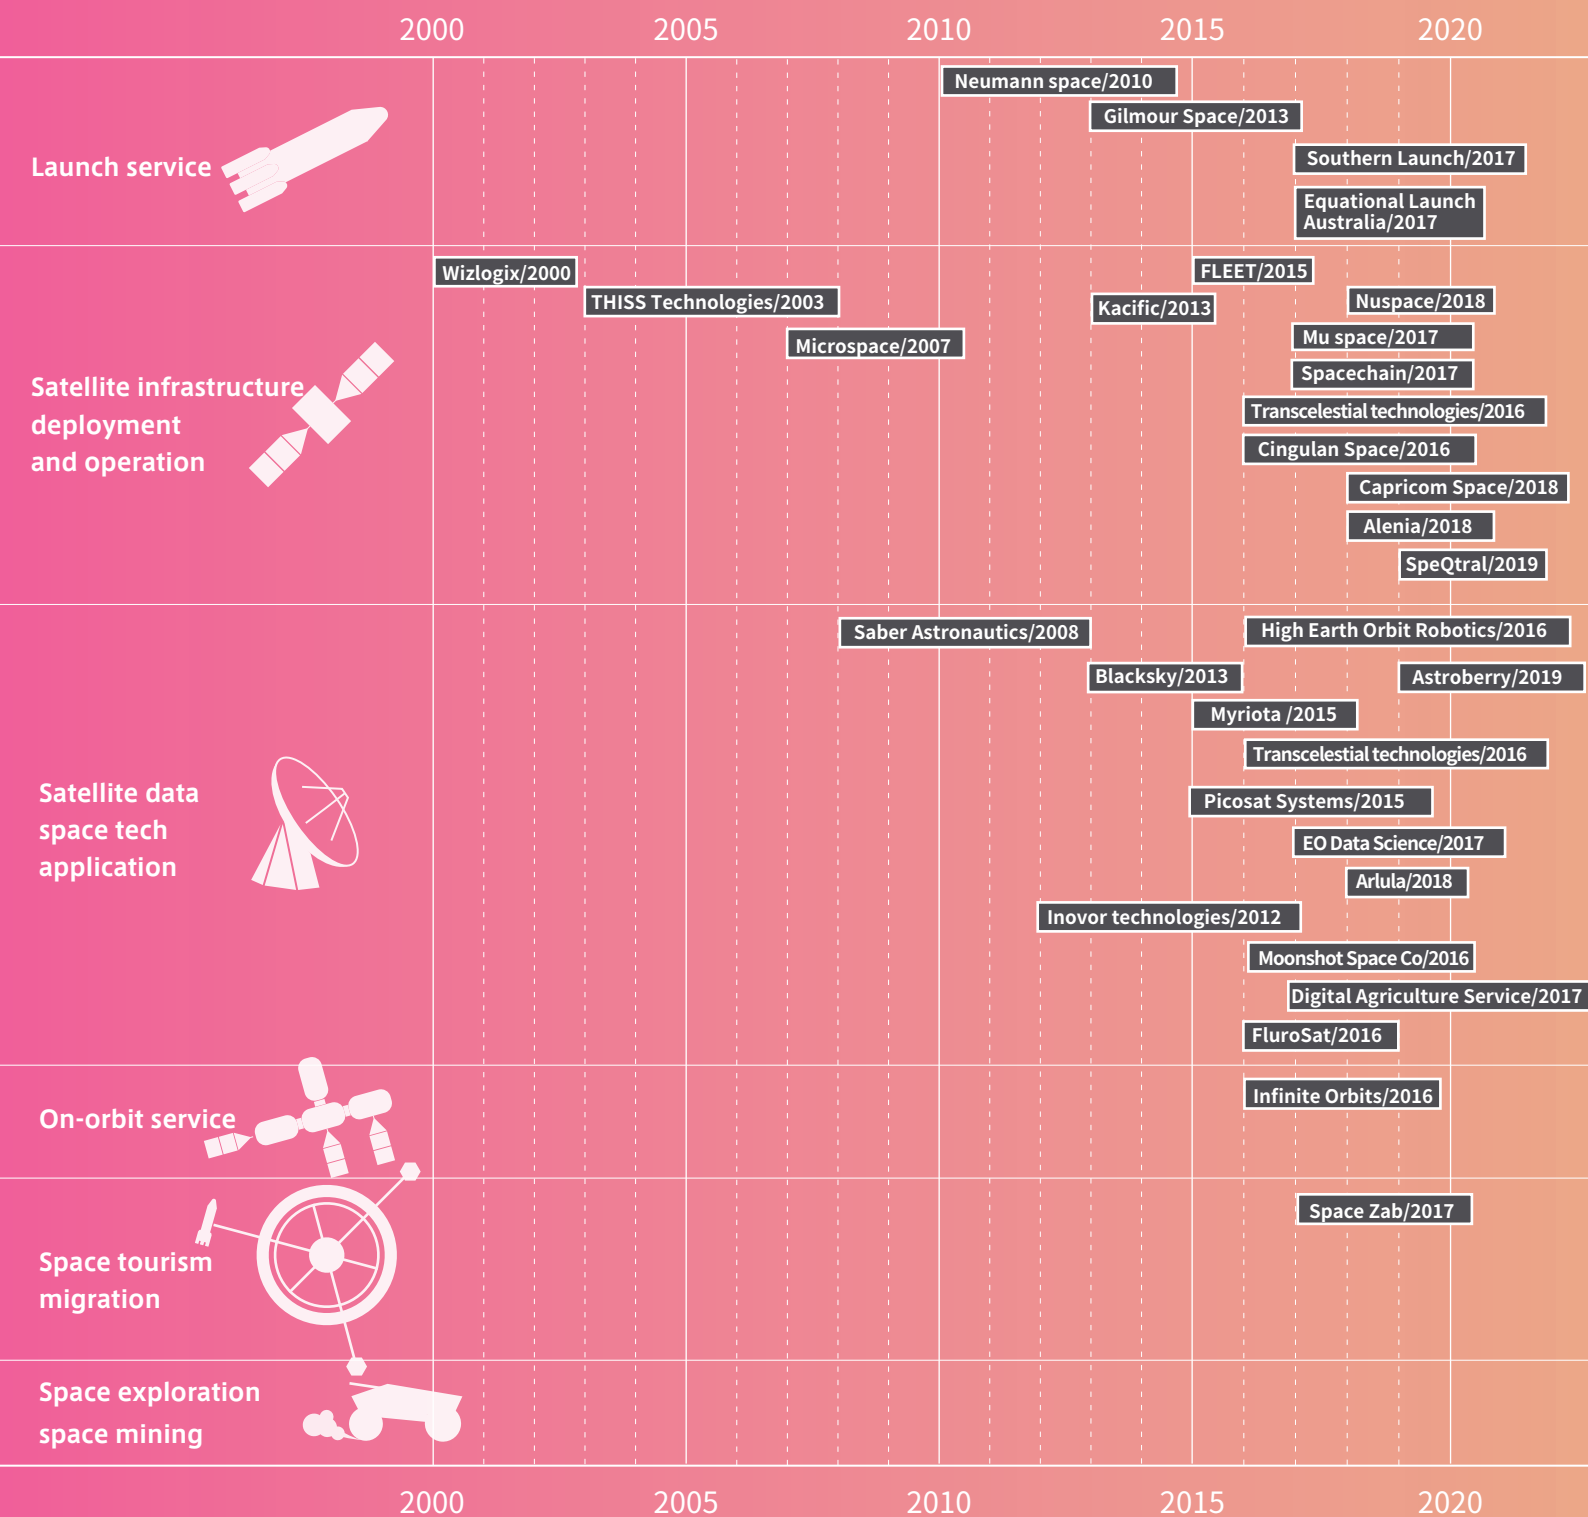 2000 2005 2010 2015 2020
Launch service
Neumann space/2010
Gilmour Space/2013
Southern Launch/2017
Equational Launch
Australia/2017
Satellite infrastructure
deployment
and operation
Wizlogix/2000
FLEET/2015
THISS Technologies/2003
Kacific/2013
Nuspace/2018
Microspace/2007
Mu space/2017
Spacechain/2017
Transcelestial technologies/2016
Cingulan Space/2016
Capricom Space/2018
Alenia/2018
SpeQtral/2019
Satellite data
space tech
application
Saber Astronautics/2008
High Earth Orbit Robotics/2016
Blacksky/2013
Astroberry/2019
Myriota /2015
Transcelestial technologies/2016
Picosat Systems/2015
EO Data Science/2017
Arlula/2018
Inovor technologies/2012
Moonshot Space Co/2016
Digital Agriculture Service/2017
FluroSat/2016
On-orbit service
Infinite Orbits/2016
Space tourism
migration
Space Zab/2017
Space exploration
space mining
2000 2005 2010 2015 2020